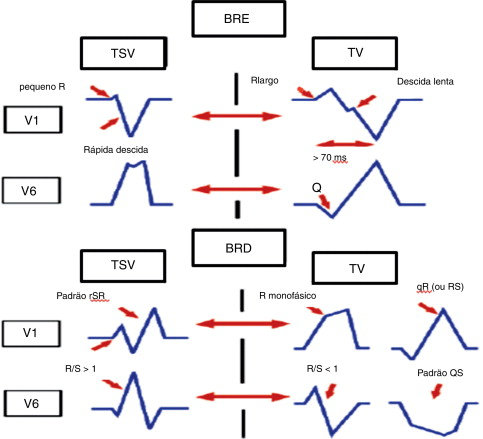 BRE
TSV
TV
pequeno R
Rlargo
Descida lenta
V1
Rápida descida
> 70 ms
V6
Q
BRD
TSV
TV
Padrão rSR
R monofásico
qR (ou RS)
V1
R/S > 1
R/S < 1
Padrão QS
V6